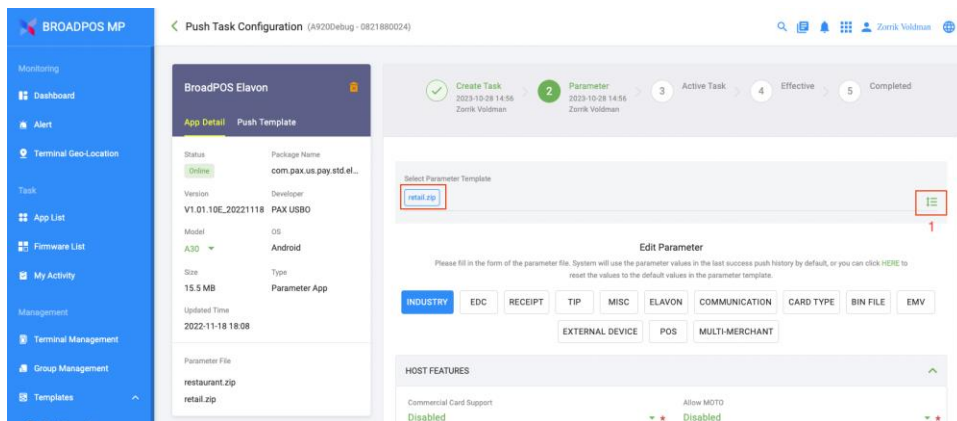 BROADPOS MP
Push Task Configuration (A920Debug - 0821880024)
Zorrik Voldman
Monitoring
Dashboard
Alert
Terminal Geo-Location
Task
App List
Firmware List
My Activity
Management
Terminal Management
Group Management
Templates
BroadPOS Elavon
App Detail Push Template
Status Package Name
Online com.pax.us.pay.std.el...
Version Developer
V1.01.10E_20221118 PAX USBO
Model OS
A30 Android
Size Type
15.5 MB Parameter App
Updated Time
2022-11-18 18:08
Parameter File
restaurant.zip
retail.zip
Create Task
2023-10-28 14:56
Zorrik Voldman
2 Parameter
2023-10-28 14:56
Zorrik Voldman
3 Active Task
4 Effective
5 Completed
Select Parameter Template
retail.zip
1
Edit Parameter
Please fill in the form of the parameter file. System will use the parameter values in the last success push history by default, or you can click HERE to
reset the values to the default values in the parameter template.
INDUSTRY EDC RECEIPT TIP MISC ELAVON COMMUNICATION CARD TYPE BIN FILE EMV
EXTERNAL DEVICE POS MULTI-MERCHANT
HOST FEATURES
Commercial Card Support Allow MOTO
Disabled * Disabled *